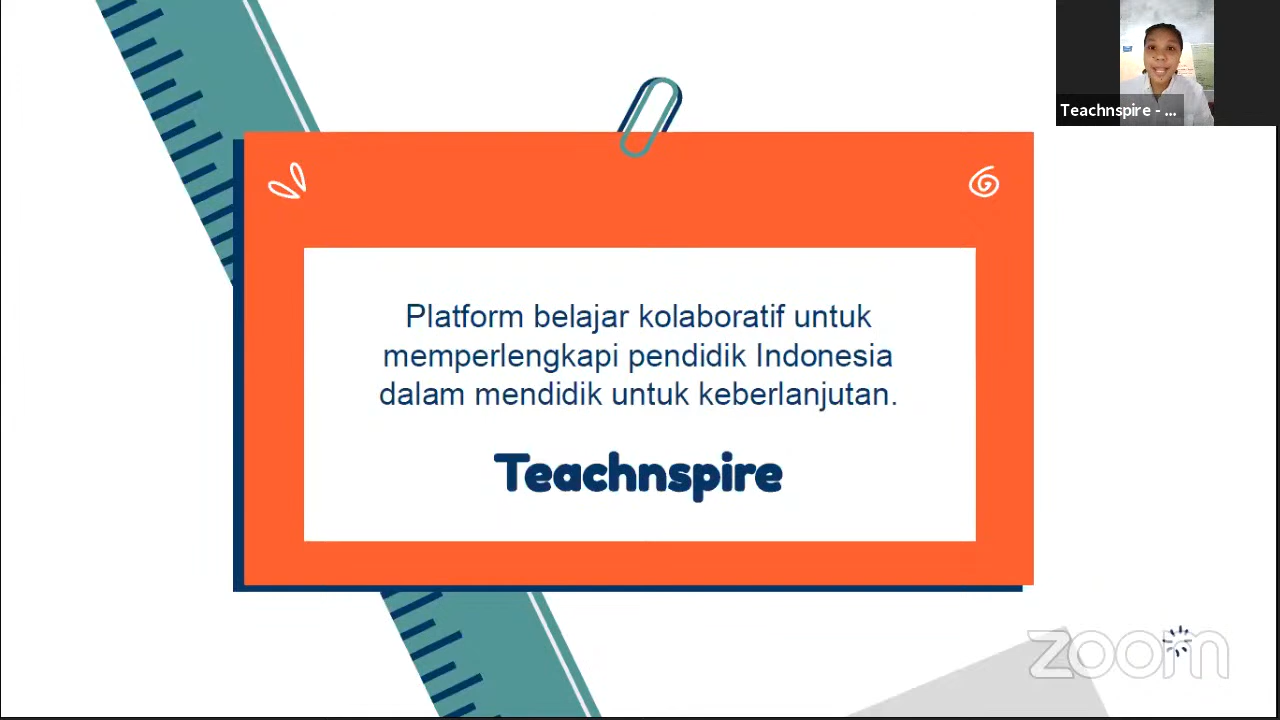 Teachnspire - ...
Platform belajar kolaboratif untuk
memperlengkapi pendidik Indonesia
dalam mendidik untuk keberlanjutan.
Teachnspire
zoom